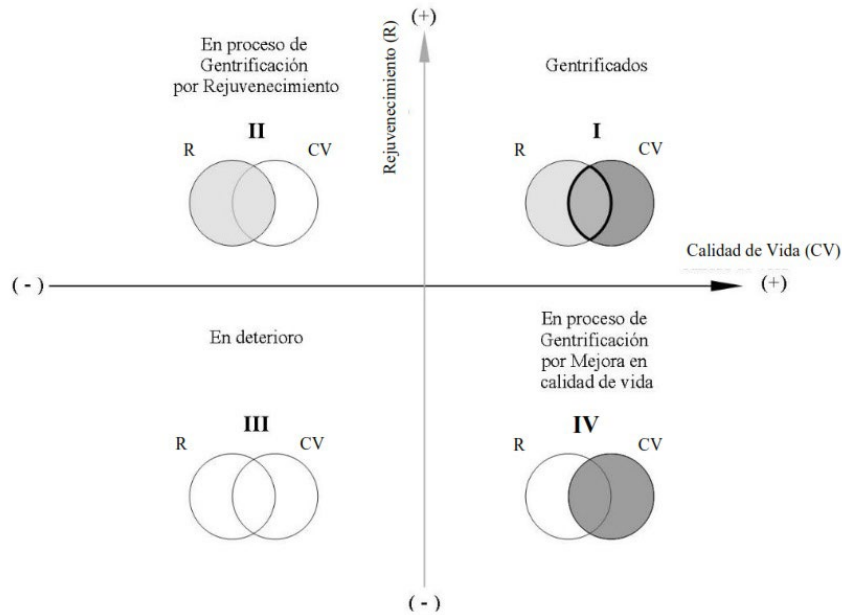 (+)
Rejuvenecimiento (R)
En proceso de
Gentrificación
por Rejuvenecimiento
II
R
CV
Gentrificados
I
R
CV
Calidad de Vida (CV)
( - )
(+)
En deterioro
III
R
CV
En proceso de
Gentrificación
por Mejora en
calidad de vida
IV
R
CV
( - )